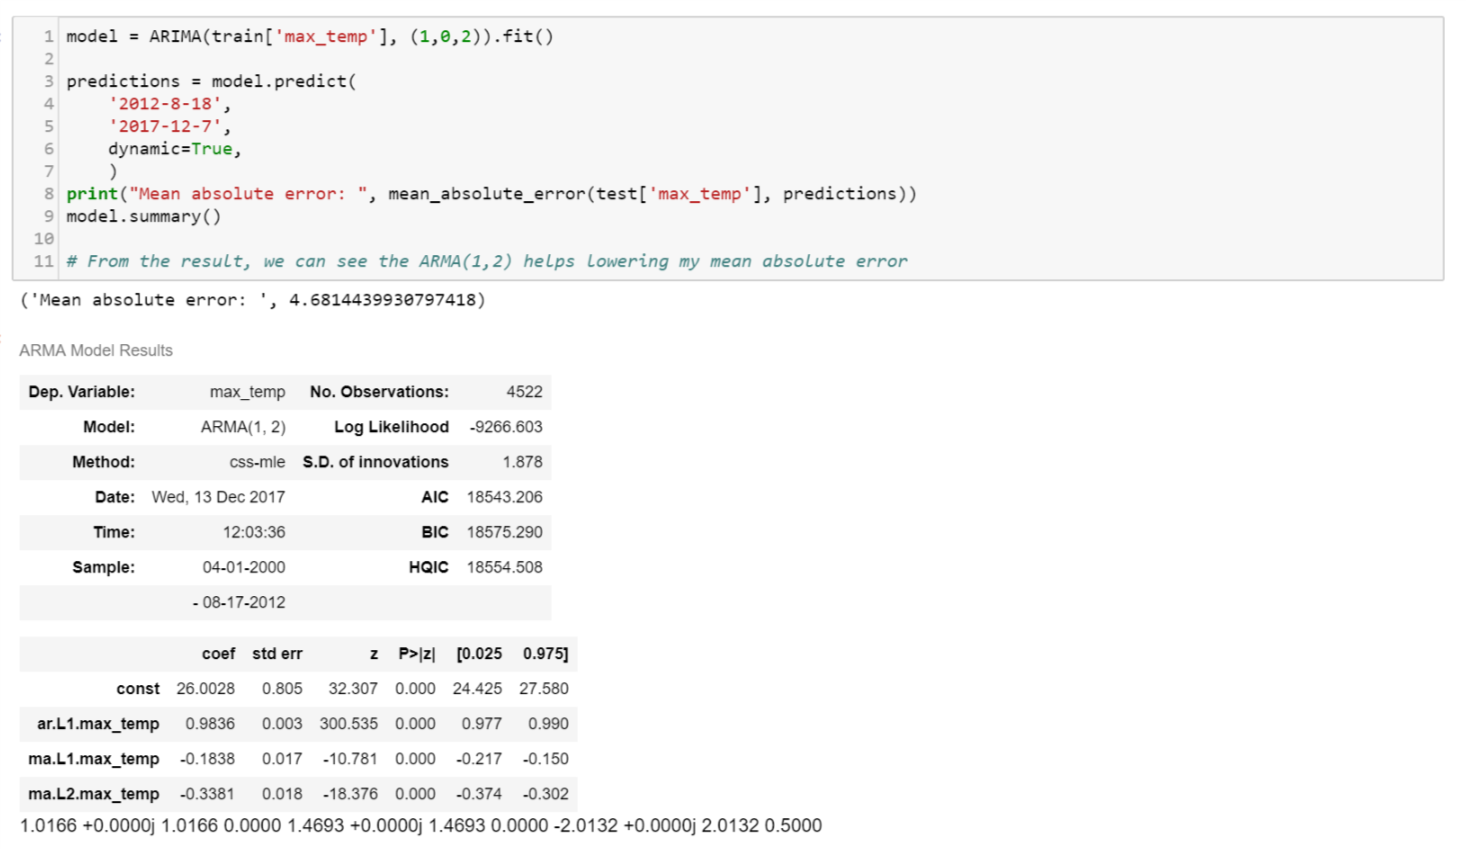 1 model = ARIMA(train['max_temp'], (1,0,2)).fit()
2
3 predictions = model.predict(
4     '2012-8-18',
5     '2017-12-7',
6     dynamic=True,
7     )
8 print("Mean absolute error: ", mean_absolute_error(test['max_temp'], predictions))
9 model.summary()
10
11 # From the result, we can see the ARMA(1,2) helps lowering my mean absolute error
('Mean absolute error: ', 4.6814439930797418)
ARMA Model Results
Dep. Variable: max_temp No. Observations: 4522
Model: ARMA(1, 2) Log Likelihood -9266.603
Method: css-mle S.D. of innovations 1.878
Date: Wed, 13 Dec 2017 AIC 18543.206
Time: 12:03:36 BIC 18575.290
Sample: 04-01-2000 HQIC 18554.508
- 08-17-2012
coef std err z P>|z| [0.025 0.975]
const 26.0028 0.805 32.307 0.000 24.425 27.580
ar.L1.max_temp 0.9836 0.003 300.535 0.000 0.977 0.990
ma.L1.max_temp -0.1838 0.017 -10.781 0.000 -0.217 -0.150
ma.L2.max_temp -0.3381 0.018 -18.376 0.000 -0.374 -0.302
1.0166 +0.0000j 1.0166 0.0000 1.4693 +0.0000j 1.4693 0.0000 -2.0132 +0.0000j 2.0132 0.5000